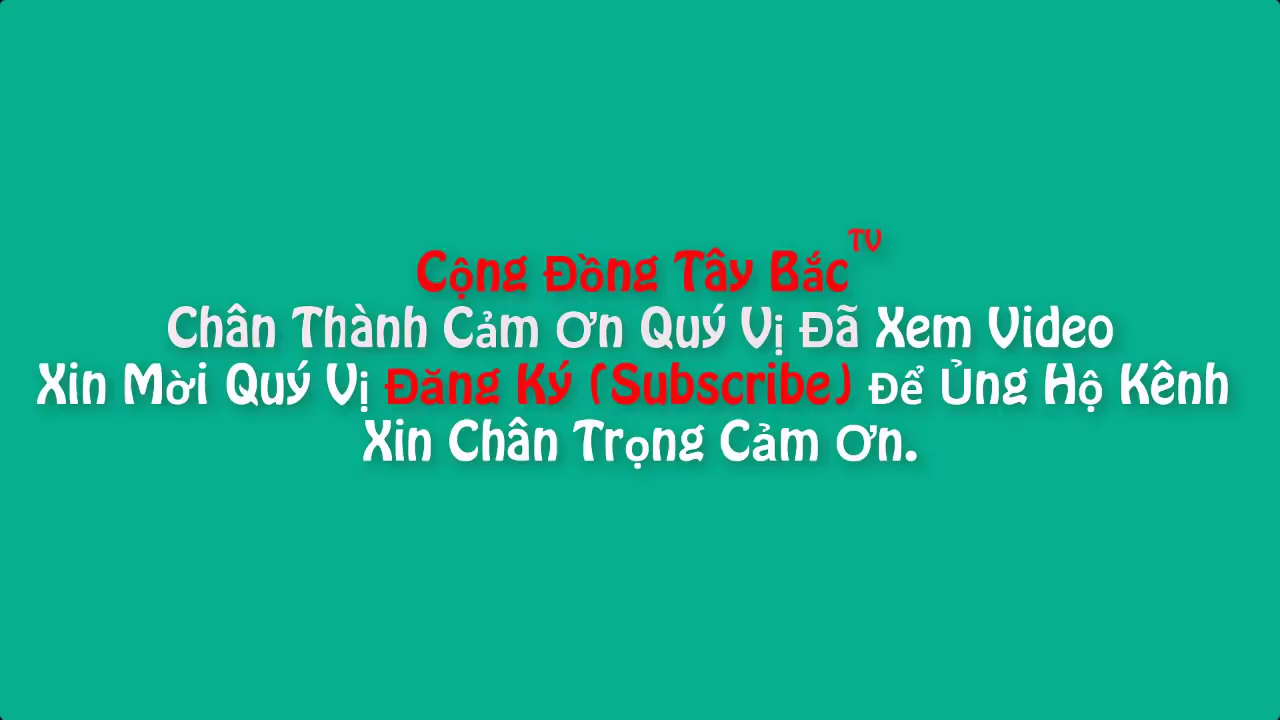 Cộng Đồng Tây Bắc TV
Chân Thành Cảm Ơn Quý Vị Đã Xem Video
Xin Mời Quý Vị Đăng Ký (Subscribe) Để Ủng Hộ Kênh
Xin Chân Trọng Cảm Ơn.